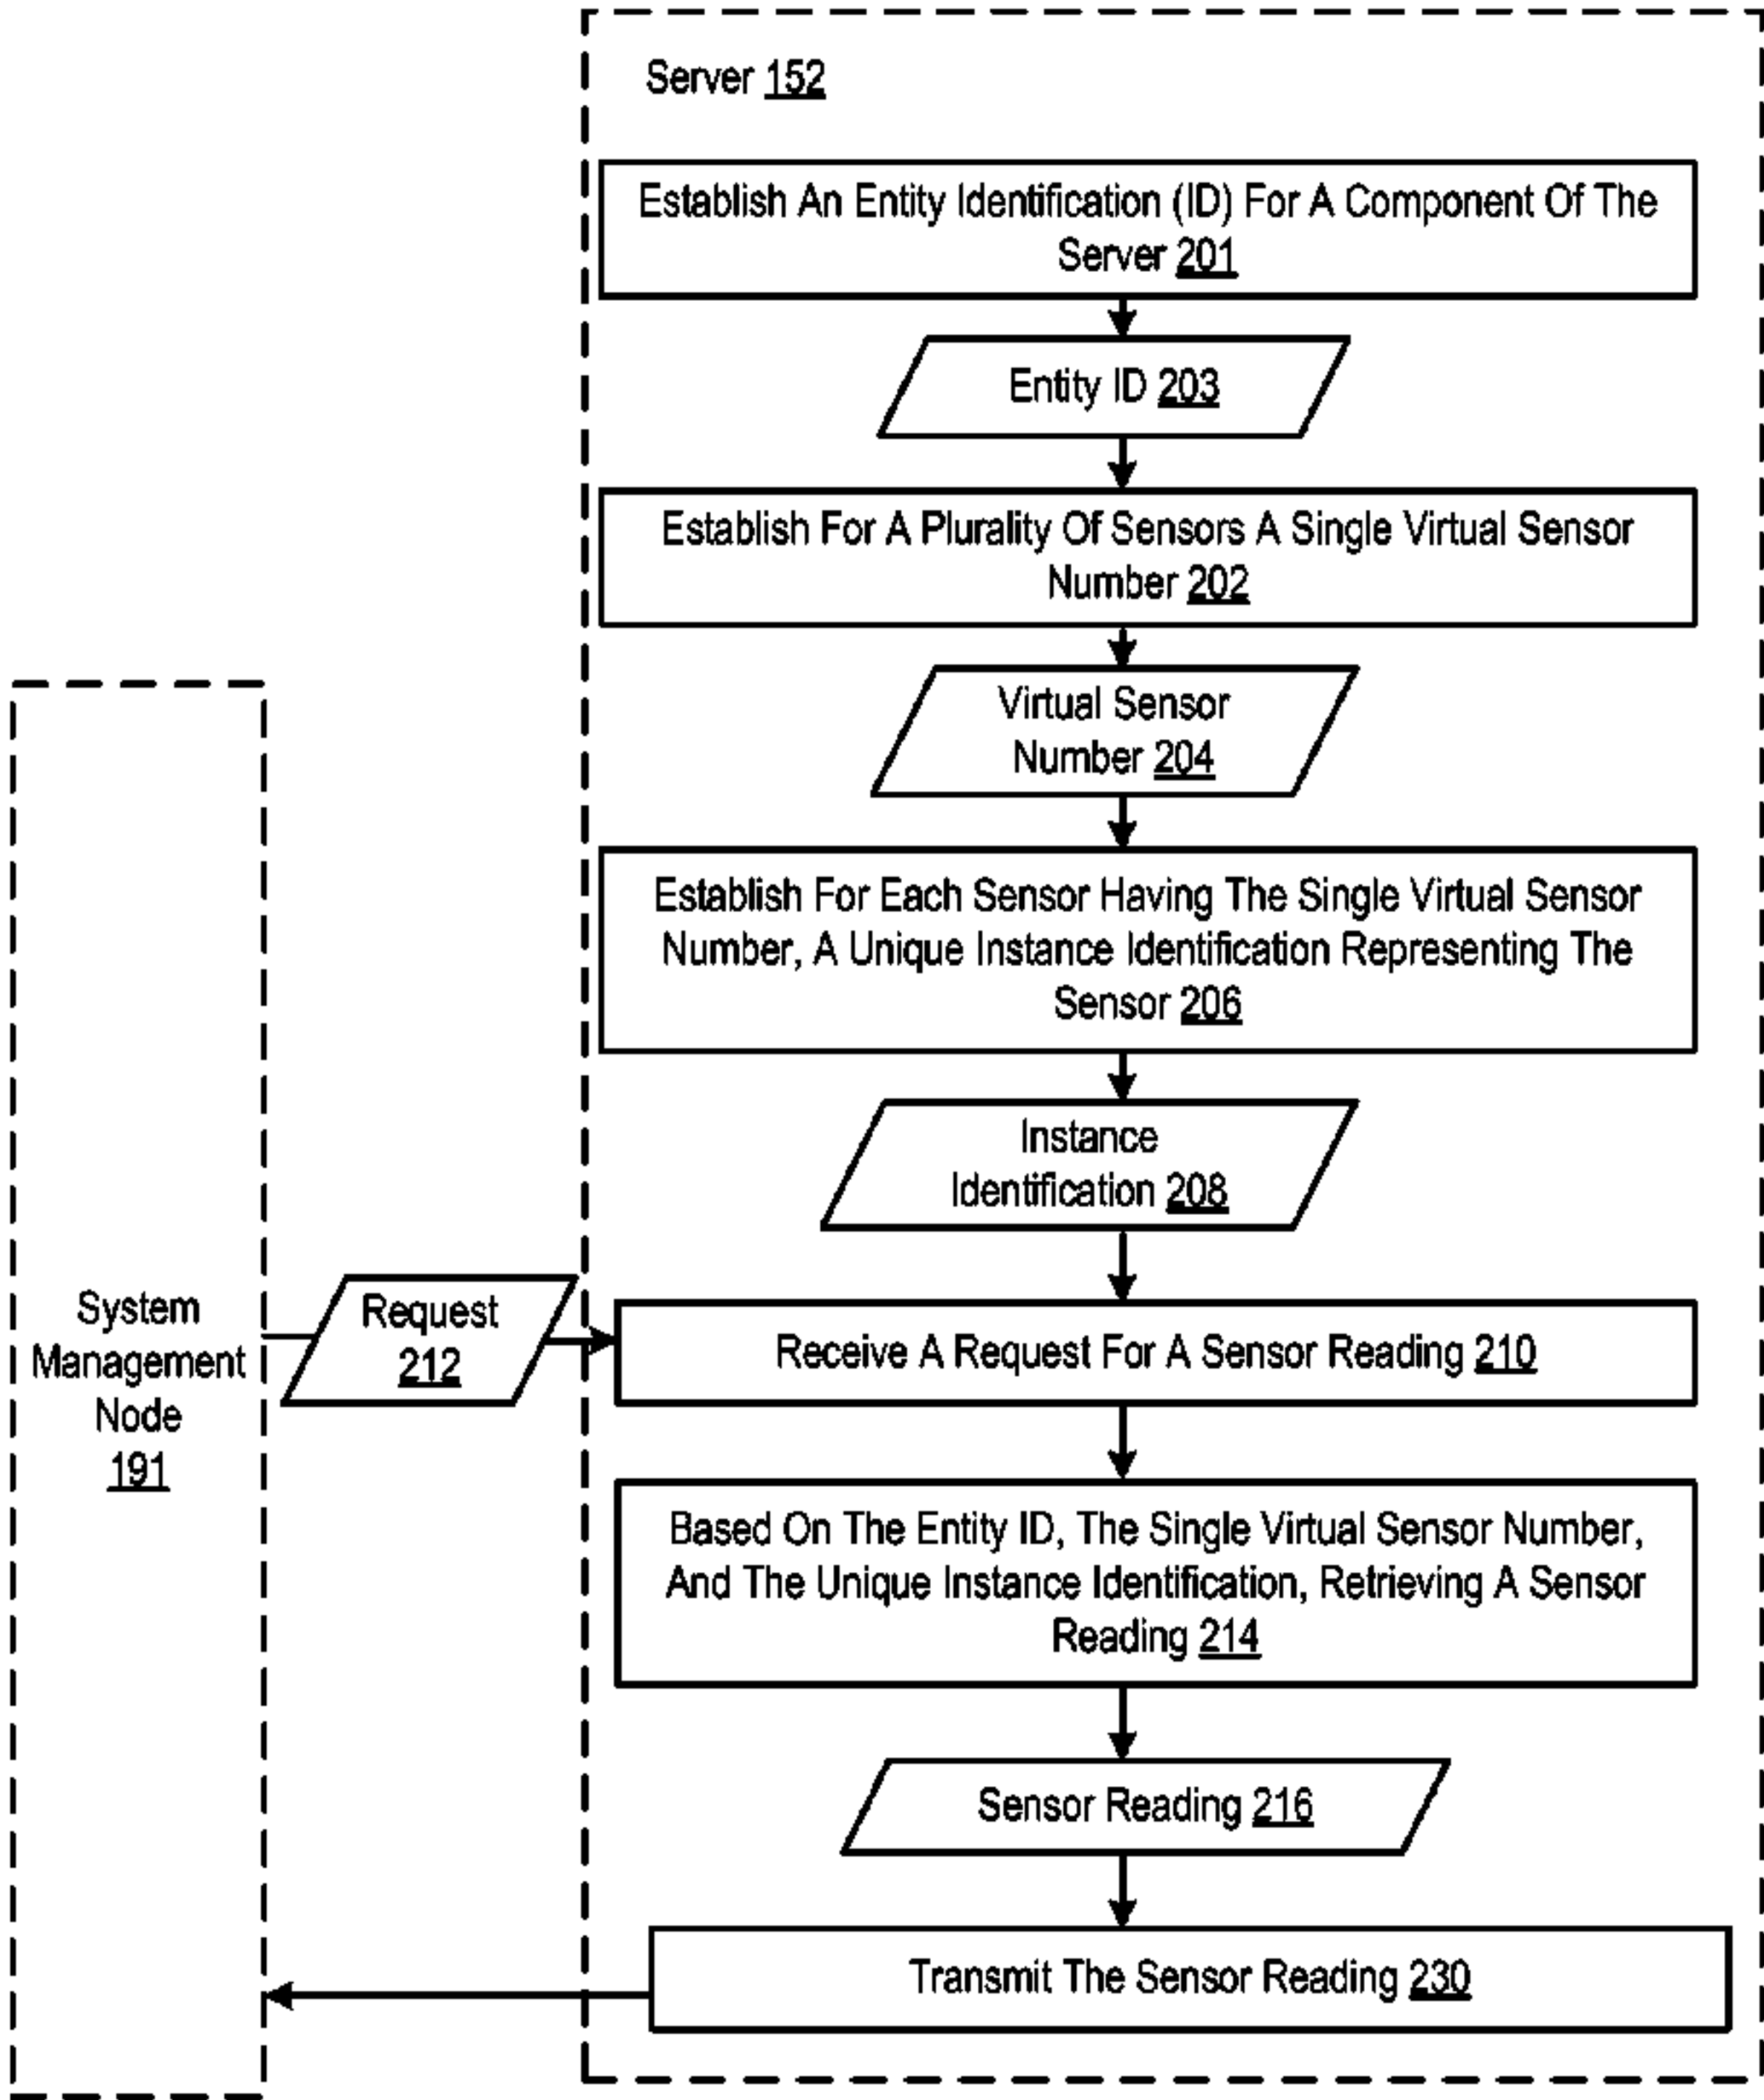 Server 152
Establish An Entity Identification (ID) For A Component Of The
Server 201
Entity ID 203
Establish For A Plurality Of Sensors A Single Virtual Sensor
Number 202
Virtual Sensor
Number 204
Establish For Each Sensor Having The Single Virtual Sensor
Number, A Unique Instance Identification Representing The
Sensor 206
Instance
Identification 208
System
Management
Node
191
Request
212
Receive A Request For A Sensor Reading 210
Based On The Entity ID, The Single Virtual Sensor Number,
And The Unique Instance Identification, Retrieving A Sensor
Reading 214
Sensor Reading 216
Transmit The Sensor Reading 230